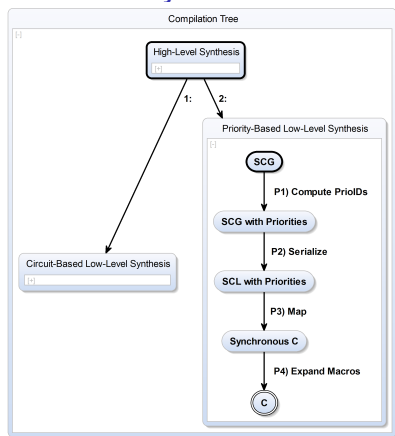 Compilation Tree
[-]
High-Level Synthesis
[+]
1:
2:
Priority-Based Low-Level Synthesis
[-]
SCG
P1) Compute PrioIDs
SCG with Priorities
P2) Serialize
Circuit-Based Low-Level Synthesis
[+]
SCL with Priorities
P3) Map
Synchronous C
P4) Expand Macros
C